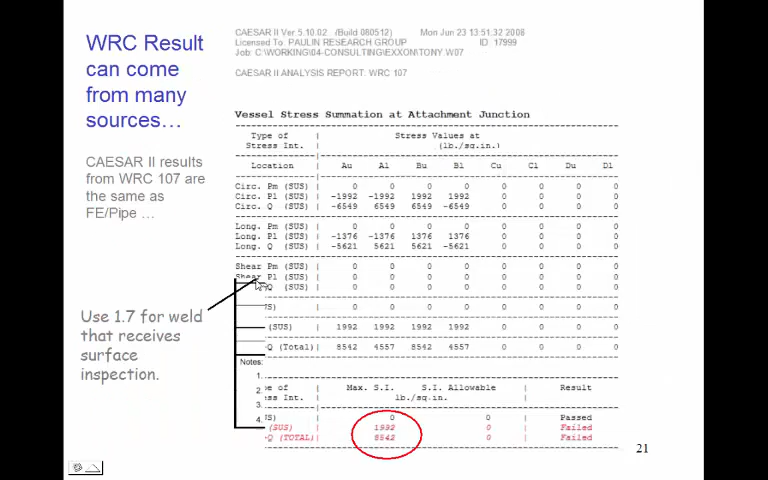 WRC Result
can come
from many
sources…
CAESAR II results
from WRC 107 are
the same as
FE/Pipe …
Use 1.7 for weld
that receives
surface
inspection.
CAESAR II Ver.5.10.02 (Build 080512) Mon Jun 23 13:51:32 2008
Licensed To: PAULIN RESEARCH GROUP ID: 17999
Job: C:\WORKING\04-CONSULTING\EXXON\TONY.W07
CAESAR II ANALYSIS REPORT: WRC 107
Vessel Stress Summation at Attachment Junction
Type of | Stress Values at
Stress Int. | (lb./sq.in.)
Location | Au Al Bu Bl Cu Cl Du Dl
Circ. Pm (SUS) | 0 0 0 0 0 0 0 0
Circ. Pl (SUS) | -1992 -1992 1992 1992 0 0 0 0
Circ. Q (SUS) | -6549 6549 6549 -6549 0 0 0 0
Long. Pm (SUS) | 0 0 0 0 0 0 0 0
Long. Pl (SUS) | -1376 -1376 1376 1376 0 0 0 0
Long. Q (SUS) | -5621 5621 5621 -5621 0 0 0 0
Shear Pm (SUS) | 0 0 0 0 0 0 0 0
Shear Pl (SUS) | 0 0 0 0 0 0 0 0
Q (SUS) | 0 0 0 0 0 0 0 0
S) | 0 0 0 0 0 0 0 0
(SUS) | 1992 1992 1992 1992 0 0 0 0
-Q (Total)| 8542 4557 8542 4557 0 0 0 0
Notes:
1.
2.
3.
4.
e of | Max. S.I. S.I. Allowable | Result
ss Int. | lb./sq.in. |
S) | 0 0 | Passed
(SUS) | 1992 0 | Failed
-Q (TOTAL) | 8542 0 | Failed
21